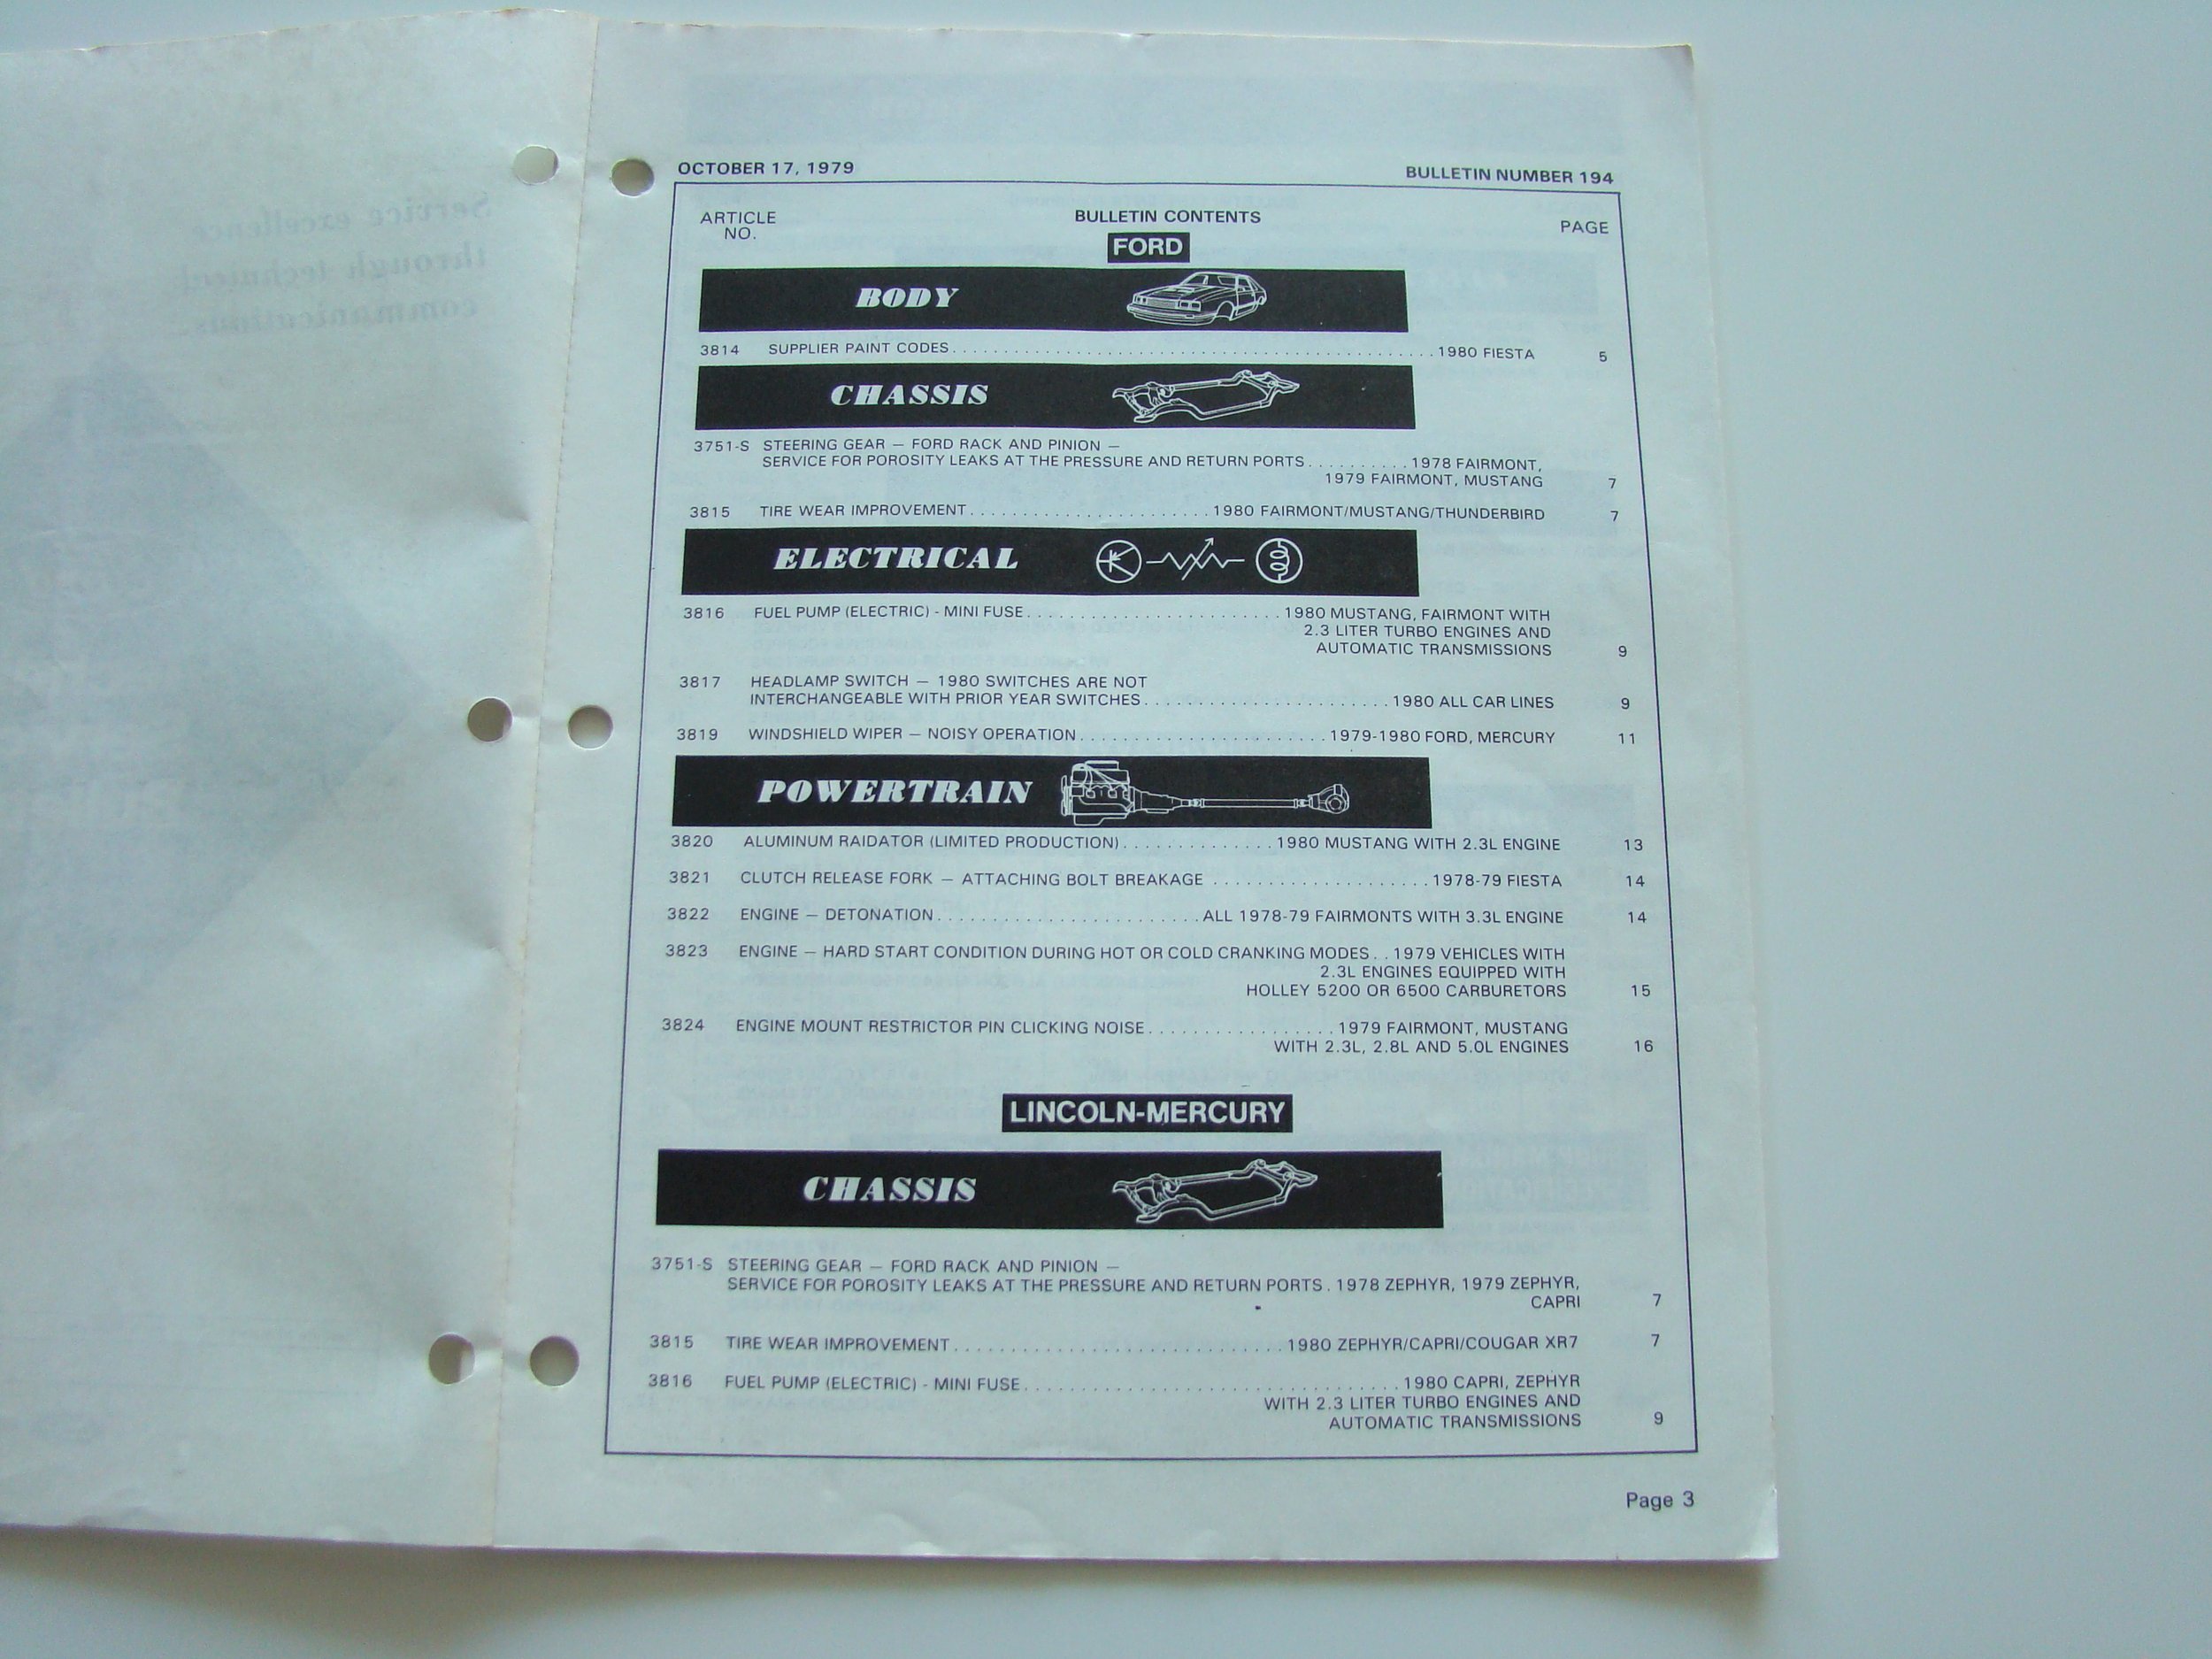 Service excellence
through technical
communications.
OCTOBER 17, 1979 BULLETIN NUMBER 194
ARTICLE NO. BULLETIN CONTENTS PAGE
FORD
BODY
3814 SUPPLIER PAINT CODES. . . . . . . . . . . . . . . . . . . . . . . . . . . . . . . . 1980 FIESTA 5
CHASSIS
3751-S STEERING GEAR — FORD RACK AND PINION —
SERVICE FOR POROSITY LEAKS AT THE PRESSURE AND RETURN PORTS. . . . . . . . . . 1978 FAIRMONT,
1979 FAIRMONT, MUSTANG 7
3815 TIRE WEAR IMPROVEMENT. . . . . . . . . . . . . . . . . . . . . . 1980 FAIRMONT/MUSTANG/THUNDERBIRD 7
ELECTRICAL
3816 FUEL PUMP (ELECTRIC) - MINI FUSE. . . . . . . . . . . . . . . . . . . . . . . 1980 MUSTANG, FAIRMONT WITH
2.3 LITER TURBO ENGINES AND
AUTOMATIC TRANSMISSIONS 9
3817 HEADLAMP SWITCH — 1980 SWITCHES ARE NOT
INTERCHANGEABLE WITH PRIOR YEAR SWITCHES. . . . . . . . . . . . . . . . . . . . . . 1980 ALL CAR LINES 9
3819 WINDSHIELD WIPER — NOISY OPERATION. . . . . . . . . . . . . . . . . . . . . . 1979-1980 FORD, MERCURY 11
POWERTRAIN
3820 ALUMINUM RAIDATOR (LIMITED PRODUCTION). . . . . . . . . . . . . . 1980 MUSTANG WITH 2.3L ENGINE 13
3821 CLUTCH RELEASE FORK — ATTACHING BOLT BREAKAGE . . . . . . . . . . . . . . . . . . . . 1978-79 FIESTA 14
3822 ENGINE — DETONATION. . . . . . . . . . . . . . . . . . . . . . . . ALL 1978-79 FAIRMONTS WITH 3.3L ENGINE 14
3823 ENGINE — HARD START CONDITION DURING HOT OR COLD CRANKING MODES. . 1979 VEHICLES WITH
2.3L ENGINES EQUIPPED WITH
HOLLEY 5200 OR 6500 CARBURETORS 15
3824 ENGINE MOUNT RESTRICTOR PIN CLICKING NOISE. . . . . . . . . . . . . . . . . 1979 FAIRMONT, MUSTANG
WITH 2.3L, 2.8L AND 5.0L ENGINES 16
LINCOLN-MERCURY
CHASSIS
3751-S STEERING GEAR — FORD RACK AND PINION —
SERVICE FOR POROSITY LEAKS AT THE PRESSURE AND RETURN PORTS. 1978 ZEPHYR, 1979 ZEPHYR,
CAPRI 7
3815 TIRE WEAR IMPROVEMENT. . . . . . . . . . . . . . . . . . . . . . . . . . . . . 1980 ZEPHYR/CAPRI/COUGAR XR7 7
3816 FUEL PUMP (ELECTRIC) - MINI FUSE. . . . . . . . . . . . . . . . . . . . . . . . . . . . . . . . . 1980 CAPRI, ZEPHYR
WITH 2.3 LITER TURBO ENGINES AND
AUTOMATIC TRANSMISSIONS 9
Page 3